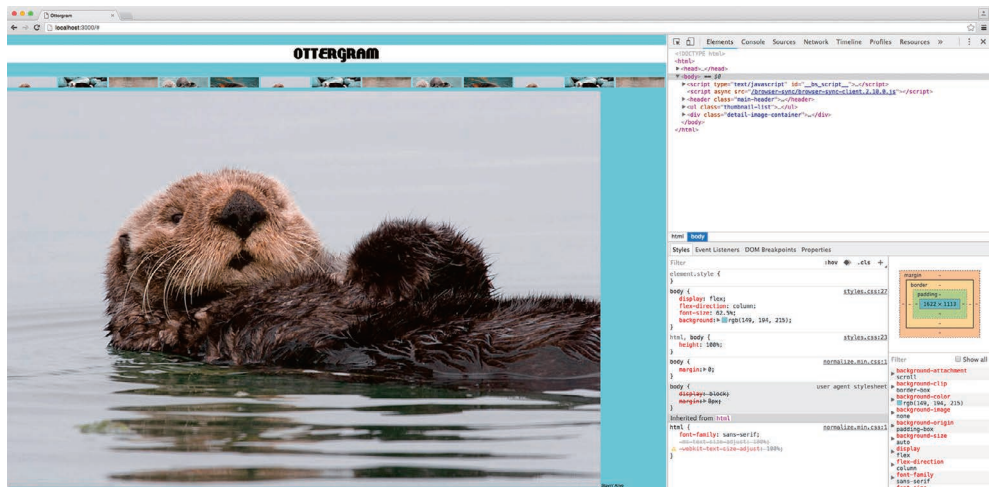 Ottergram
localhost:3000/#
OTTERGRAM
Elements Console Sources Network Timeline Profiles Resources »
<!DOCTYPE html>
<html>
▶<head>…</head>
▼<body> == $0
▶<script type="text/javascript" id="__bs_script__">…</script>
<script async src="/browser-sync/browser-sync-client.2.10.0.js"></script>
▶<header class="main-header">…</header>
▶<ul class="thumbnail-list">…</ul>
▶<div class="detail-image-container">…</div>
</body>
</html>
html body
Styles Event Listeners DOM Breakpoints Properties
Filter :hov .cls +
element.style {
}
body { styles.css:27
display: flex;
flex-direction: column;
font-size: 62.5%;
background:▶ rgb(149, 194, 215);
}
html, body { styles.css:23
height: 100%;
}
body { normalize.min.css:1
margin:▶ 0;
}
body { user agent stylesheet
display: block;
margin:▶ 8px;
}
Inherited from html
html { normalize.min.css:1
font-family: sans-serif;
-ms-text-size-adjust: 100%;
-webkit-text-size-adjust: 100%;
}
margin -
border -
padding -
- - - 1622 × 1113 - - -
-
-
-
Filter Show all
▶ background-attachment
scroll
▶ background-clip
border-box
▶ background-color
rgb(149, 194, 215)
▶ background-image
none
▶ background-origin
padding-box
▶ background-size
auto
▶ display
flex
▶ flex-direction
column
▶ font-family
sans-serif